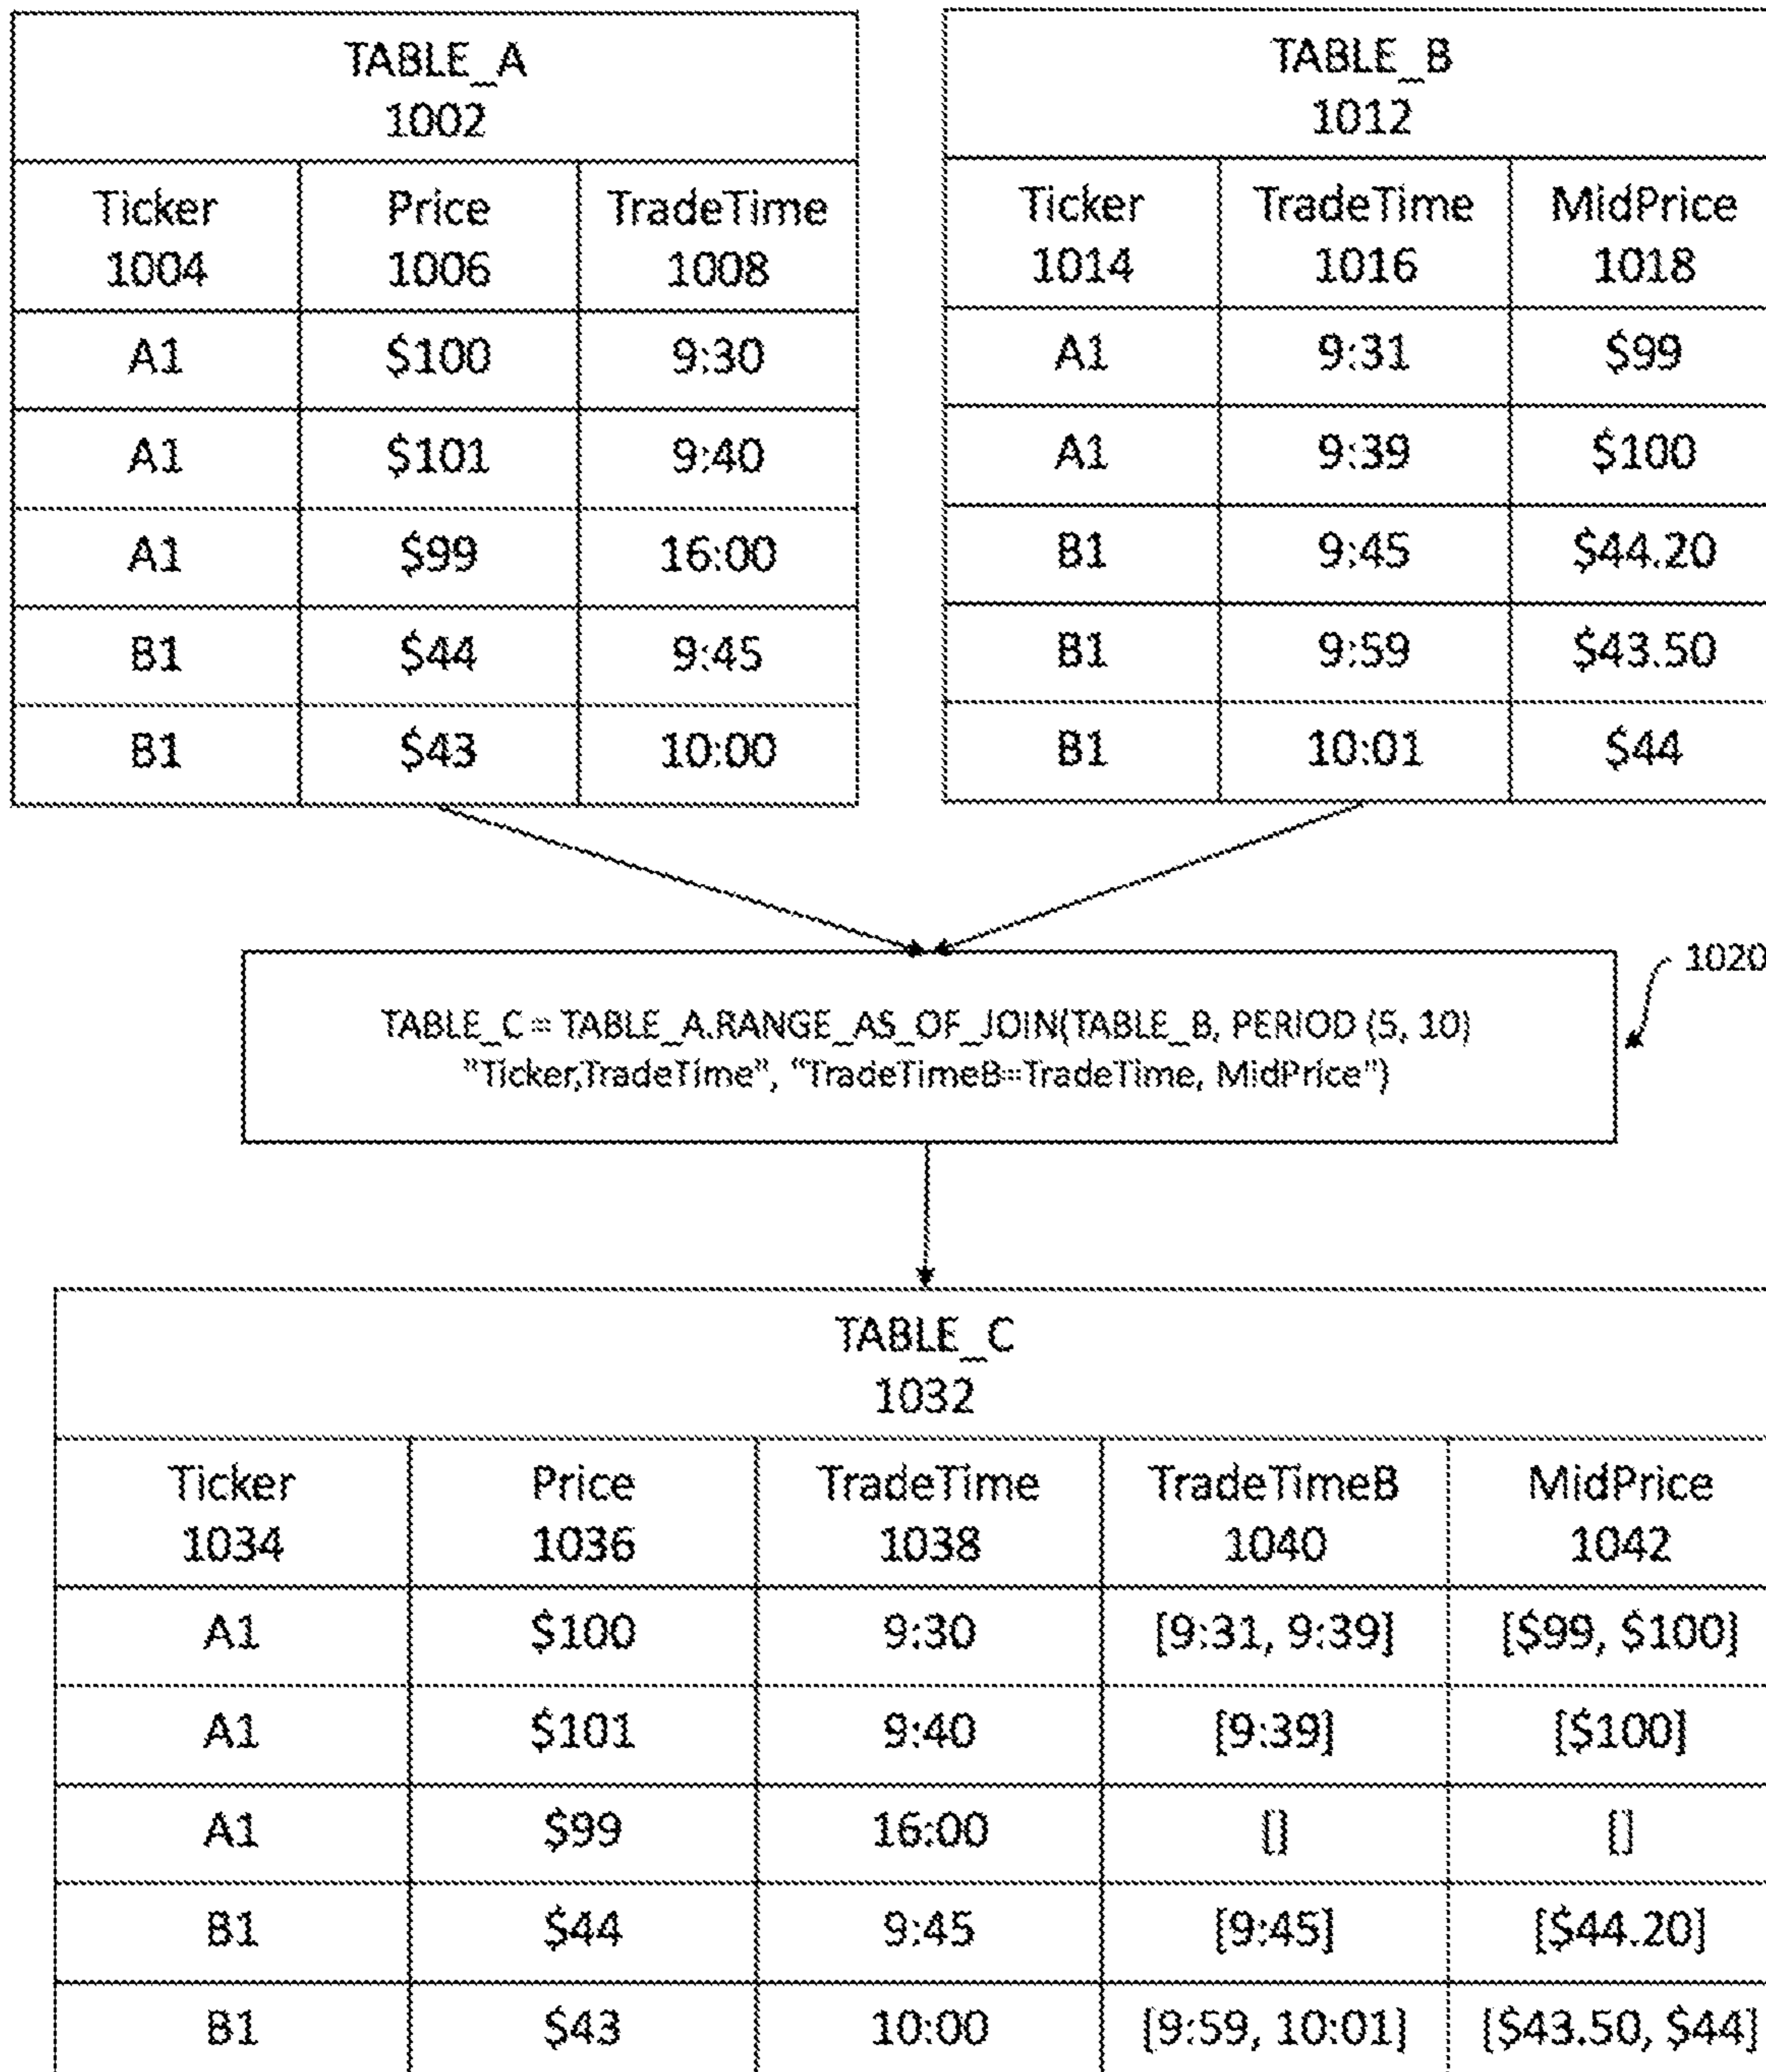 TABLE_A
1002
Ticker Price TradeTime
1004 1006 1008
A1 $100 9:30
A1 $101 9:40
A1 $99 16:00
B1 $44 9:45
B1 $43 10:00
TABLE_B
1012
Ticker TradeTime MidPrice
1014 1016 1018
A1 9:31 $99
A1 9:39 $100
B1 9:45 $44.20
B1 9:59 $43.50
B1 10:01 $44
1020
TABLE_C = TABLE_A.RANGE_AS_OF_JOIN(TABLE_B, PERIOD (5, 10)
"Ticker,TradeTime", "TradeTimeB=TradeTime, MidPrice")
TABLE_C
1032
Ticker Price TradeTime TradeTimeB MidPrice
1034 1036 1038 1040 1042
A1 $100 9:30 [9:31, 9:39] [$99, $100]
A1 $101 9:40 [9:39] [$100]
A1 $99 16:00 [] []
B1 $44 9:45 [9:45] [$44.20]
B1 $43 10:00 [9:59, 10:01] [$43.50, $44]